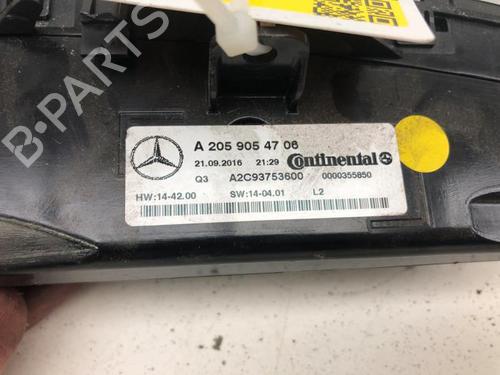 B-PARTS
A 205 905 47 06
21.09.2016 21:29 Continental
Q3 A2C93753600 0000355850
HW:14-42.00 SW:14-04.01 L2